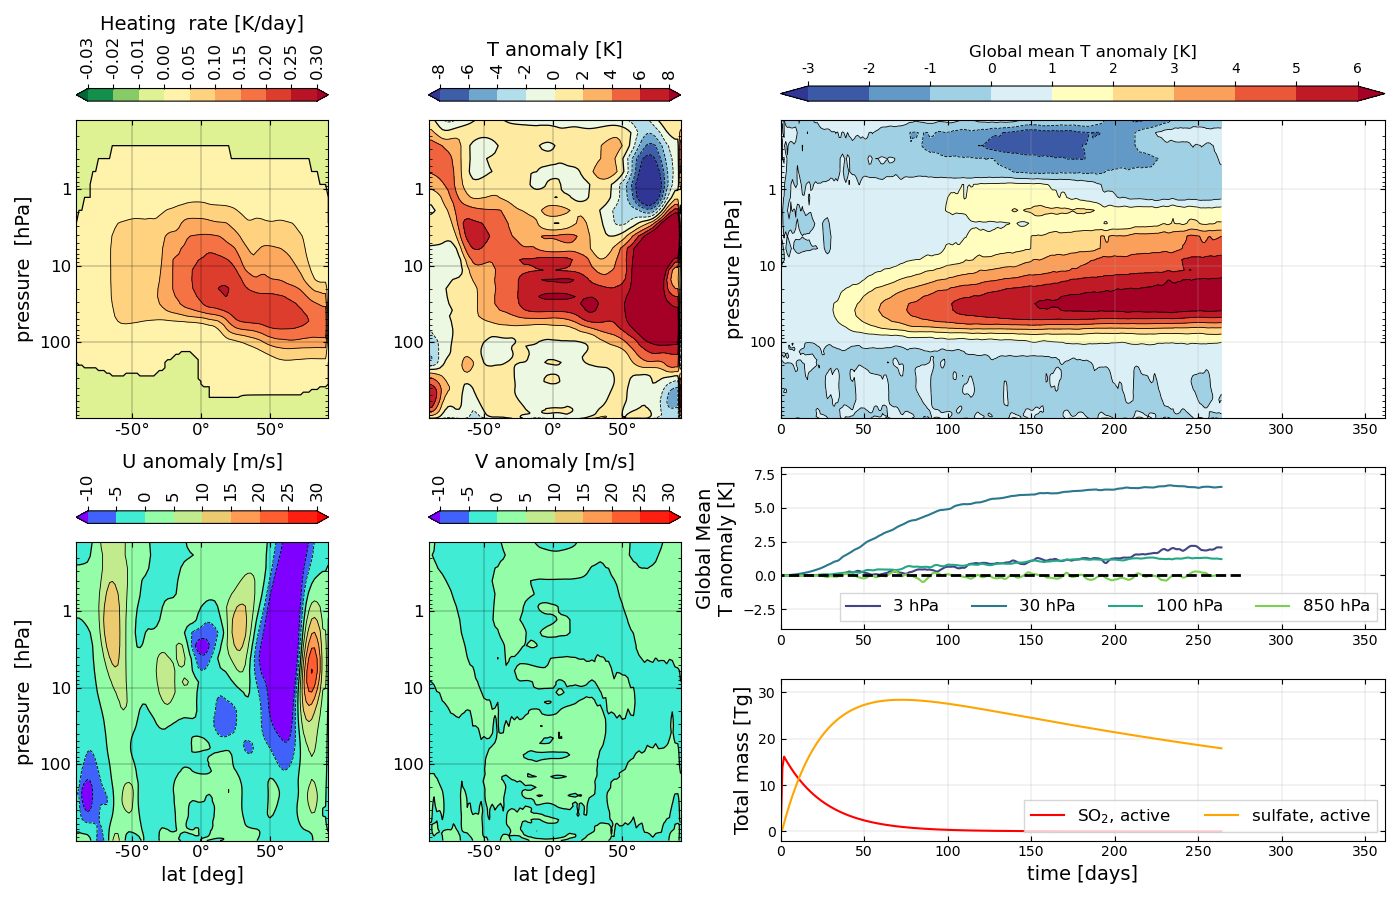 Heating  rate [K/day]
-0.03 -0.02 -0.01 0.00 0.05 0.10 0.15 0.20 0.25 0.30
T anomaly [K]
-8 -6 -4 -2 0 2 4 6 8
Global mean T anomaly [K]
-3 -2 -1 0 1 2 3 4 5 6
pressure  [hPa]
1
10
100
-50° 0° 50°
1
10
100
-50° 0° 50°
pressure [hPa]
1
10
100
0 50 100 150 200 250 300 350
U anomaly [m/s]
-10 -5 0 5 10 15 20 25 30
V anomaly [m/s]
-10 -5 0 5 10 15 20 25 30
pressure  [hPa]
1
10
100
-50° 0° 50°
lat [deg]
1
10
100
-50° 0° 50°
lat [deg]
Global Mean
T anomaly [K]
7.5
5.0
2.5
0.0
−2.5
3 hPa 30 hPa 100 hPa 850 hPa
Total mass [Tg]
30
20
10
0
SO₂, active sulfate, active
0 50 100 150 200 250 300 350
time [days]